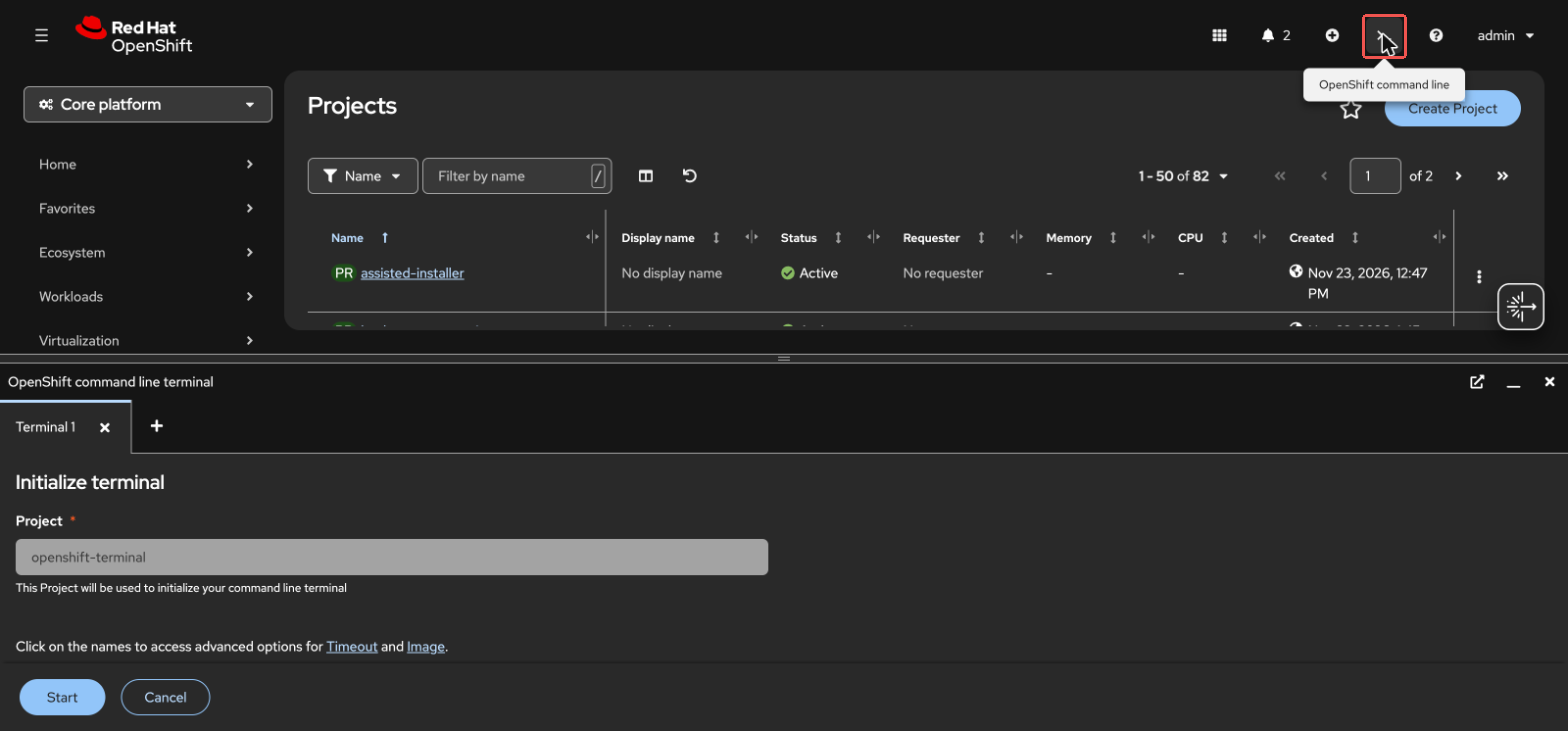 Red Hat
OpenShift
2
admin
OpenShift command line
Core platform
Projects
Create Project
Home
Name
Filter by name
/
1 - 50 of 82
1
of 2
Favorites
Name
Display name
Status
Requester
Memory
CPU
Created
Ecosystem
PR assisted-installer
No display name
Active
No requester
-
-
Nov 23, 2026, 12:47
PM
Workloads
Virtualization
OpenShift command line terminal
Terminal 1
Initialize terminal
Project *
openshift-terminal
This Project will be used to initialize your command line terminal
Click on the names to access advanced options for Timeout and Image.
Start
Cancel